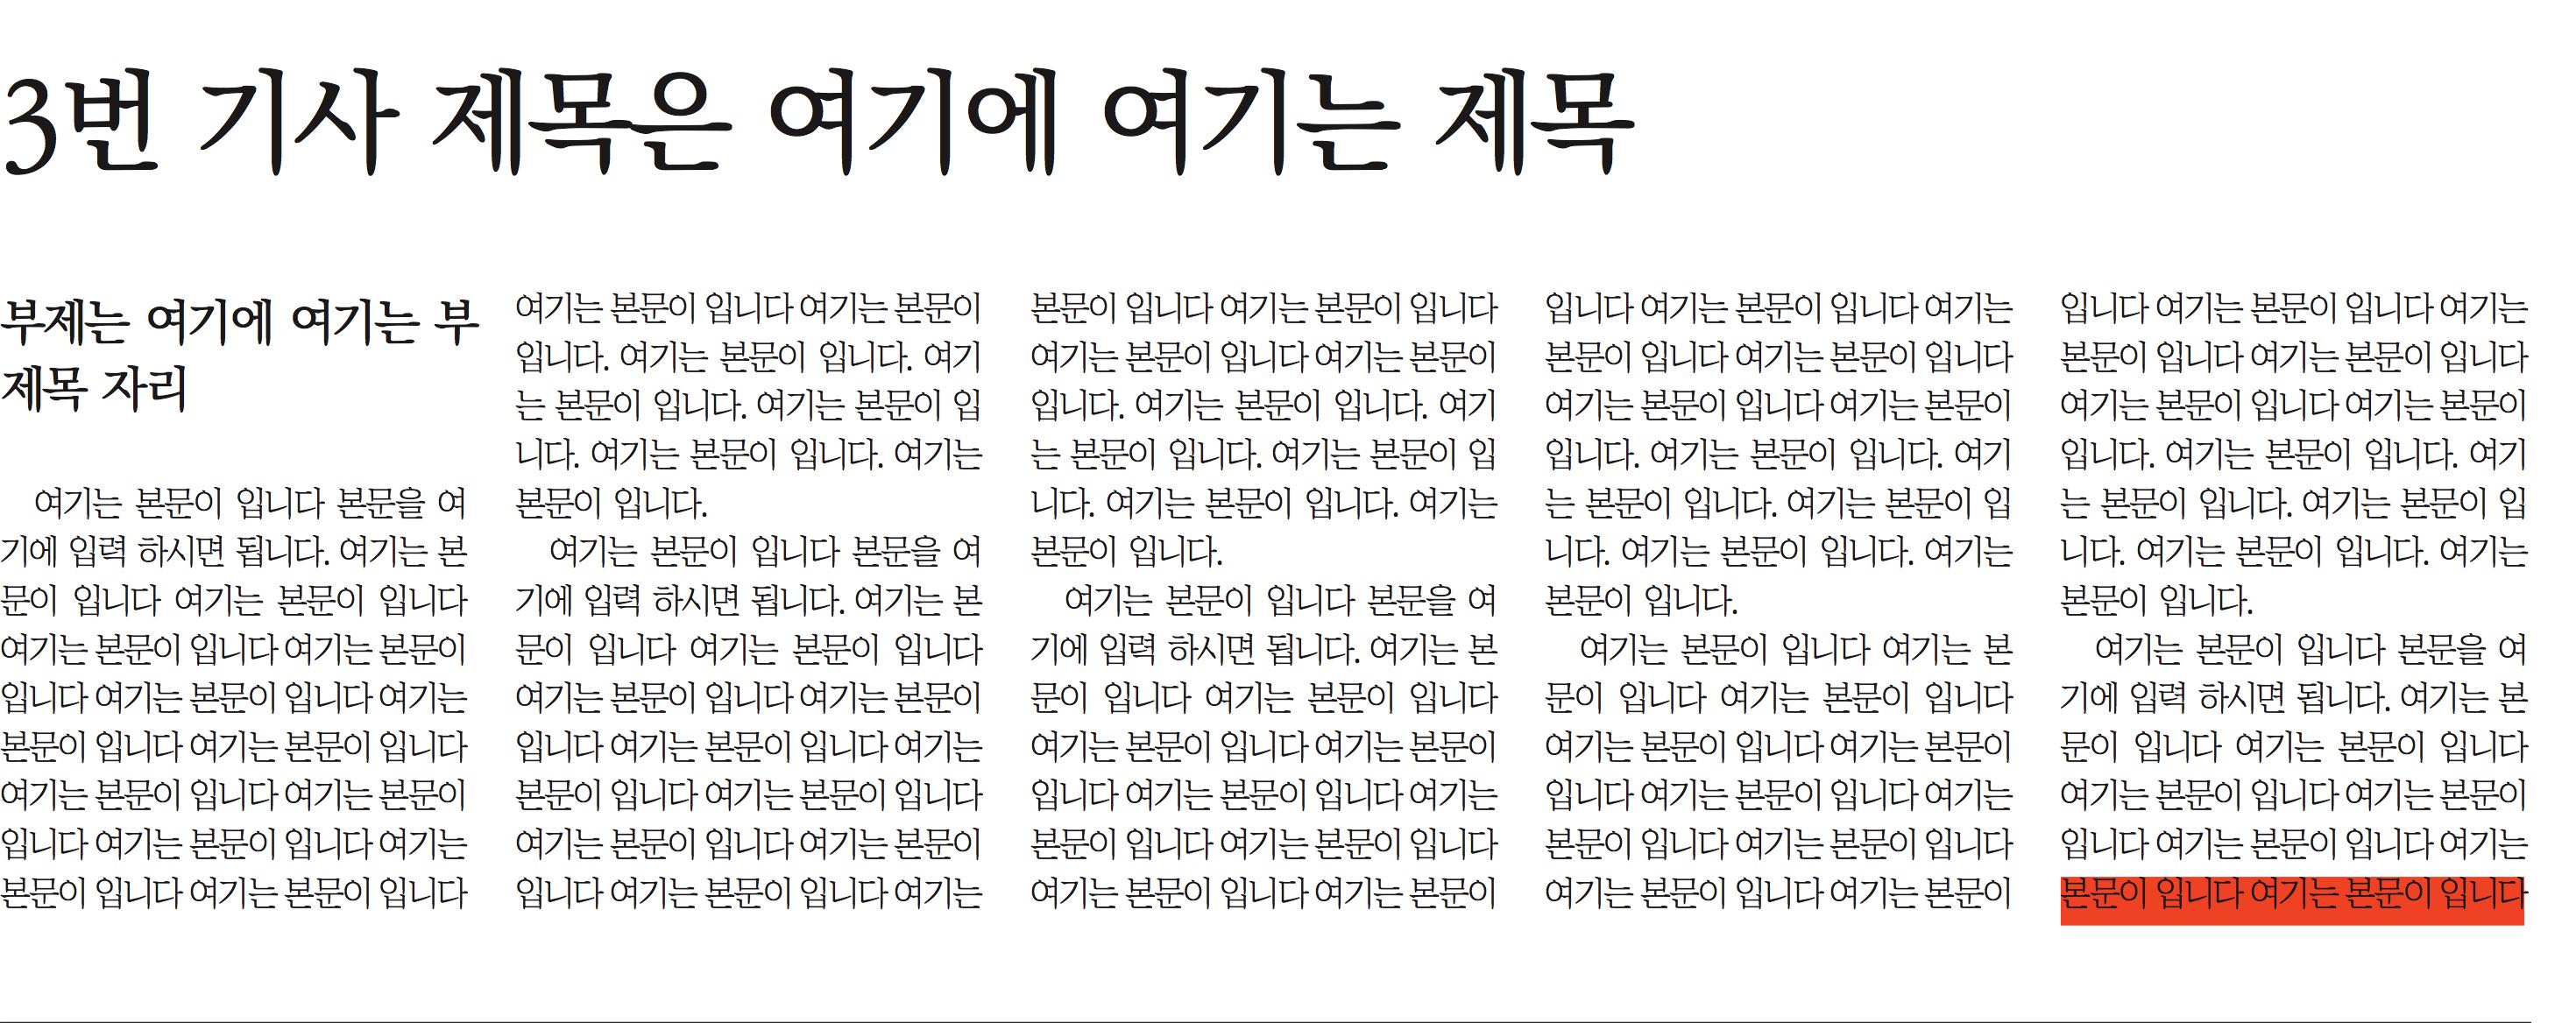 3번 기사 제목은 여기에 여기는 제목
부제는 여기에 여기는 부
제목 자리
여기는 본문이 입니다 본문을 여
기에 입력 하시면 됩니다. 여기는 본
문이 입니다 여기는 본문이 입니다
여기는 본문이 입니다 여기는 본문이
입니다 여기는 본문이 입니다 여기는
본문이 입니다 여기는 본문이 입니다
여기는 본문이 입니다 여기는 본문이
입니다 여기는 본문이 입니다 여기는
본문이 입니다 여기는 본문이 입니다
여기는 본문이 입니다 여기는 본문이
입니다. 여기는 본문이 입니다. 여기
는 본문이 입니다. 여기는 본문이 입
니다. 여기는 본문이 입니다. 여기는
본문이 입니다.
여기는 본문이 입니다 본문을 여
기에 입력 하시면 됩니다. 여기는 본
문이 입니다 여기는 본문이 입니다
여기는 본문이 입니다 여기는 본문이
입니다 여기는 본문이 입니다 여기는
본문이 입니다 여기는 본문이 입니다
여기는 본문이 입니다 여기는 본문이
입니다 여기는 본문이 입니다 여기는
본문이 입니다 여기는 본문이 입니다
여기는 본문이 입니다 여기는 본문이
입니다. 여기는 본문이 입니다. 여기
는 본문이 입니다. 여기는 본문이 입
니다. 여기는 본문이 입니다. 여기는
본문이 입니다.
여기는 본문이 입니다 본문을 여
기에 입력 하시면 됩니다. 여기는 본
문이 입니다 여기는 본문이 입니다
여기는 본문이 입니다 여기는 본문이
입니다 여기는 본문이 입니다 여기는
본문이 입니다 여기는 본문이 입니다
여기는 본문이 입니다 여기는 본문이
입니다 여기는 본문이 입니다 여기는
본문이 입니다 여기는 본문이 입니다
여기는 본문이 입니다 여기는 본문이
입니다. 여기는 본문이 입니다. 여기
는 본문이 입니다. 여기는 본문이 입
니다. 여기는 본문이 입니다. 여기는
본문이 입니다.
여기는 본문이 입니다 여기는 본
문이 입니다 여기는 본문이 입니다
여기는 본문이 입니다 여기는 본문이
입니다 여기는 본문이 입니다 여기는
본문이 입니다 여기는 본문이 입니다
여기는 본문이 입니다 여기는 본문이
입니다 여기는 본문이 입니다 여기는
본문이 입니다 여기는 본문이 입니다
여기는 본문이 입니다 여기는 본문이
입니다. 여기는 본문이 입니다. 여기
는 본문이 입니다. 여기는 본문이 입
니다. 여기는 본문이 입니다. 여기는
본문이 입니다.
여기는 본문이 입니다 본문을 여
기에 입력 하시면 됩니다. 여기는 본
문이 입니다 여기는 본문이 입니다
여기는 본문이 입니다 여기는 본문이
입니다 여기는 본문이 입니다 여기는
본문이 입니다 여기는 본문이 입니다